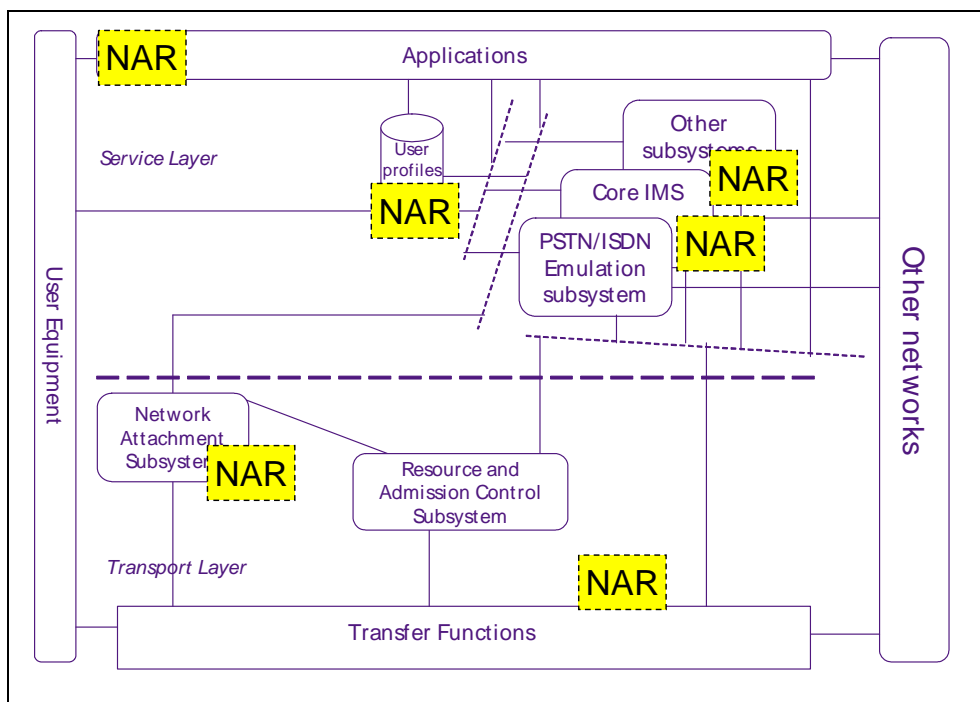 NAR
Applications
Service Layer
User
profiles
NAR
Other
subsystems
NAR
Core IMS
NAR
PSTN/ISDN
Emulation
subsystem
User Equipment
Other networks
Network
Attachment
Subsystem
NAR
Resource and
Admission Control
Subsystem
Transport Layer
NAR
Transfer Functions